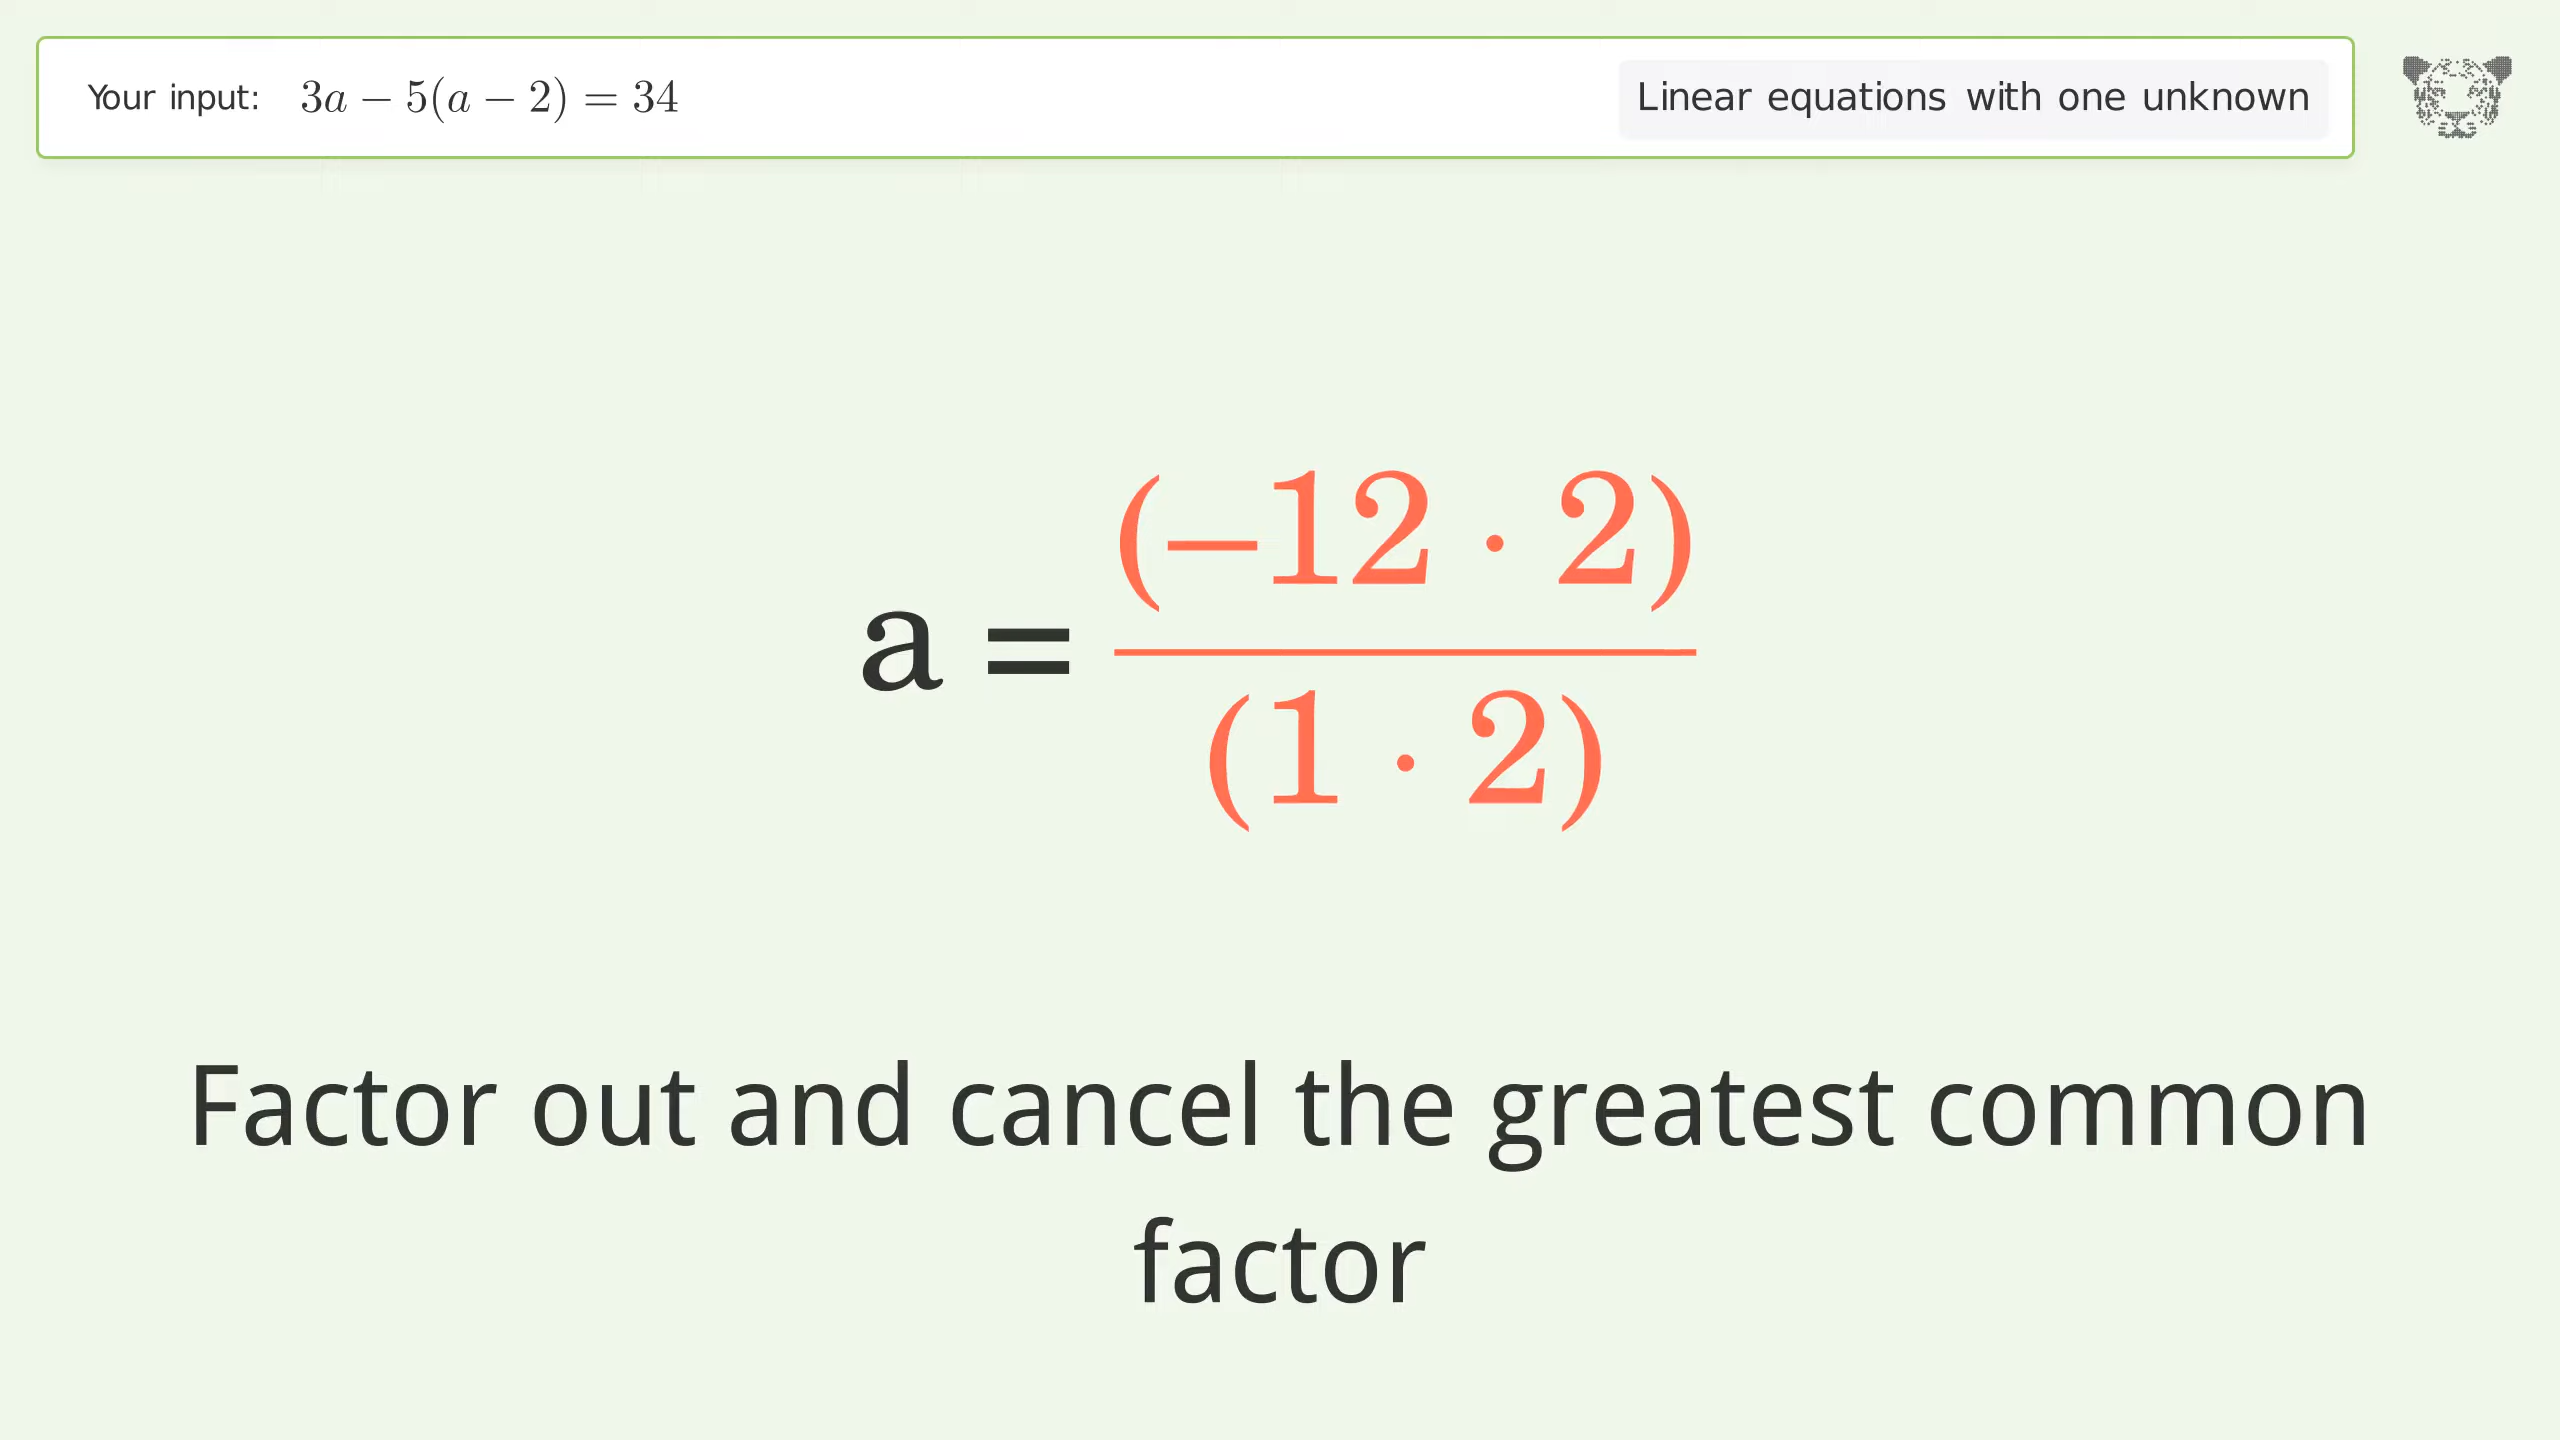 Your input: 3a − 5(a − 2) = 34
Linear equations with one unknown
a = (−12 · 2)
(1 · 2)
Factor out and cancel the greatest common
factor